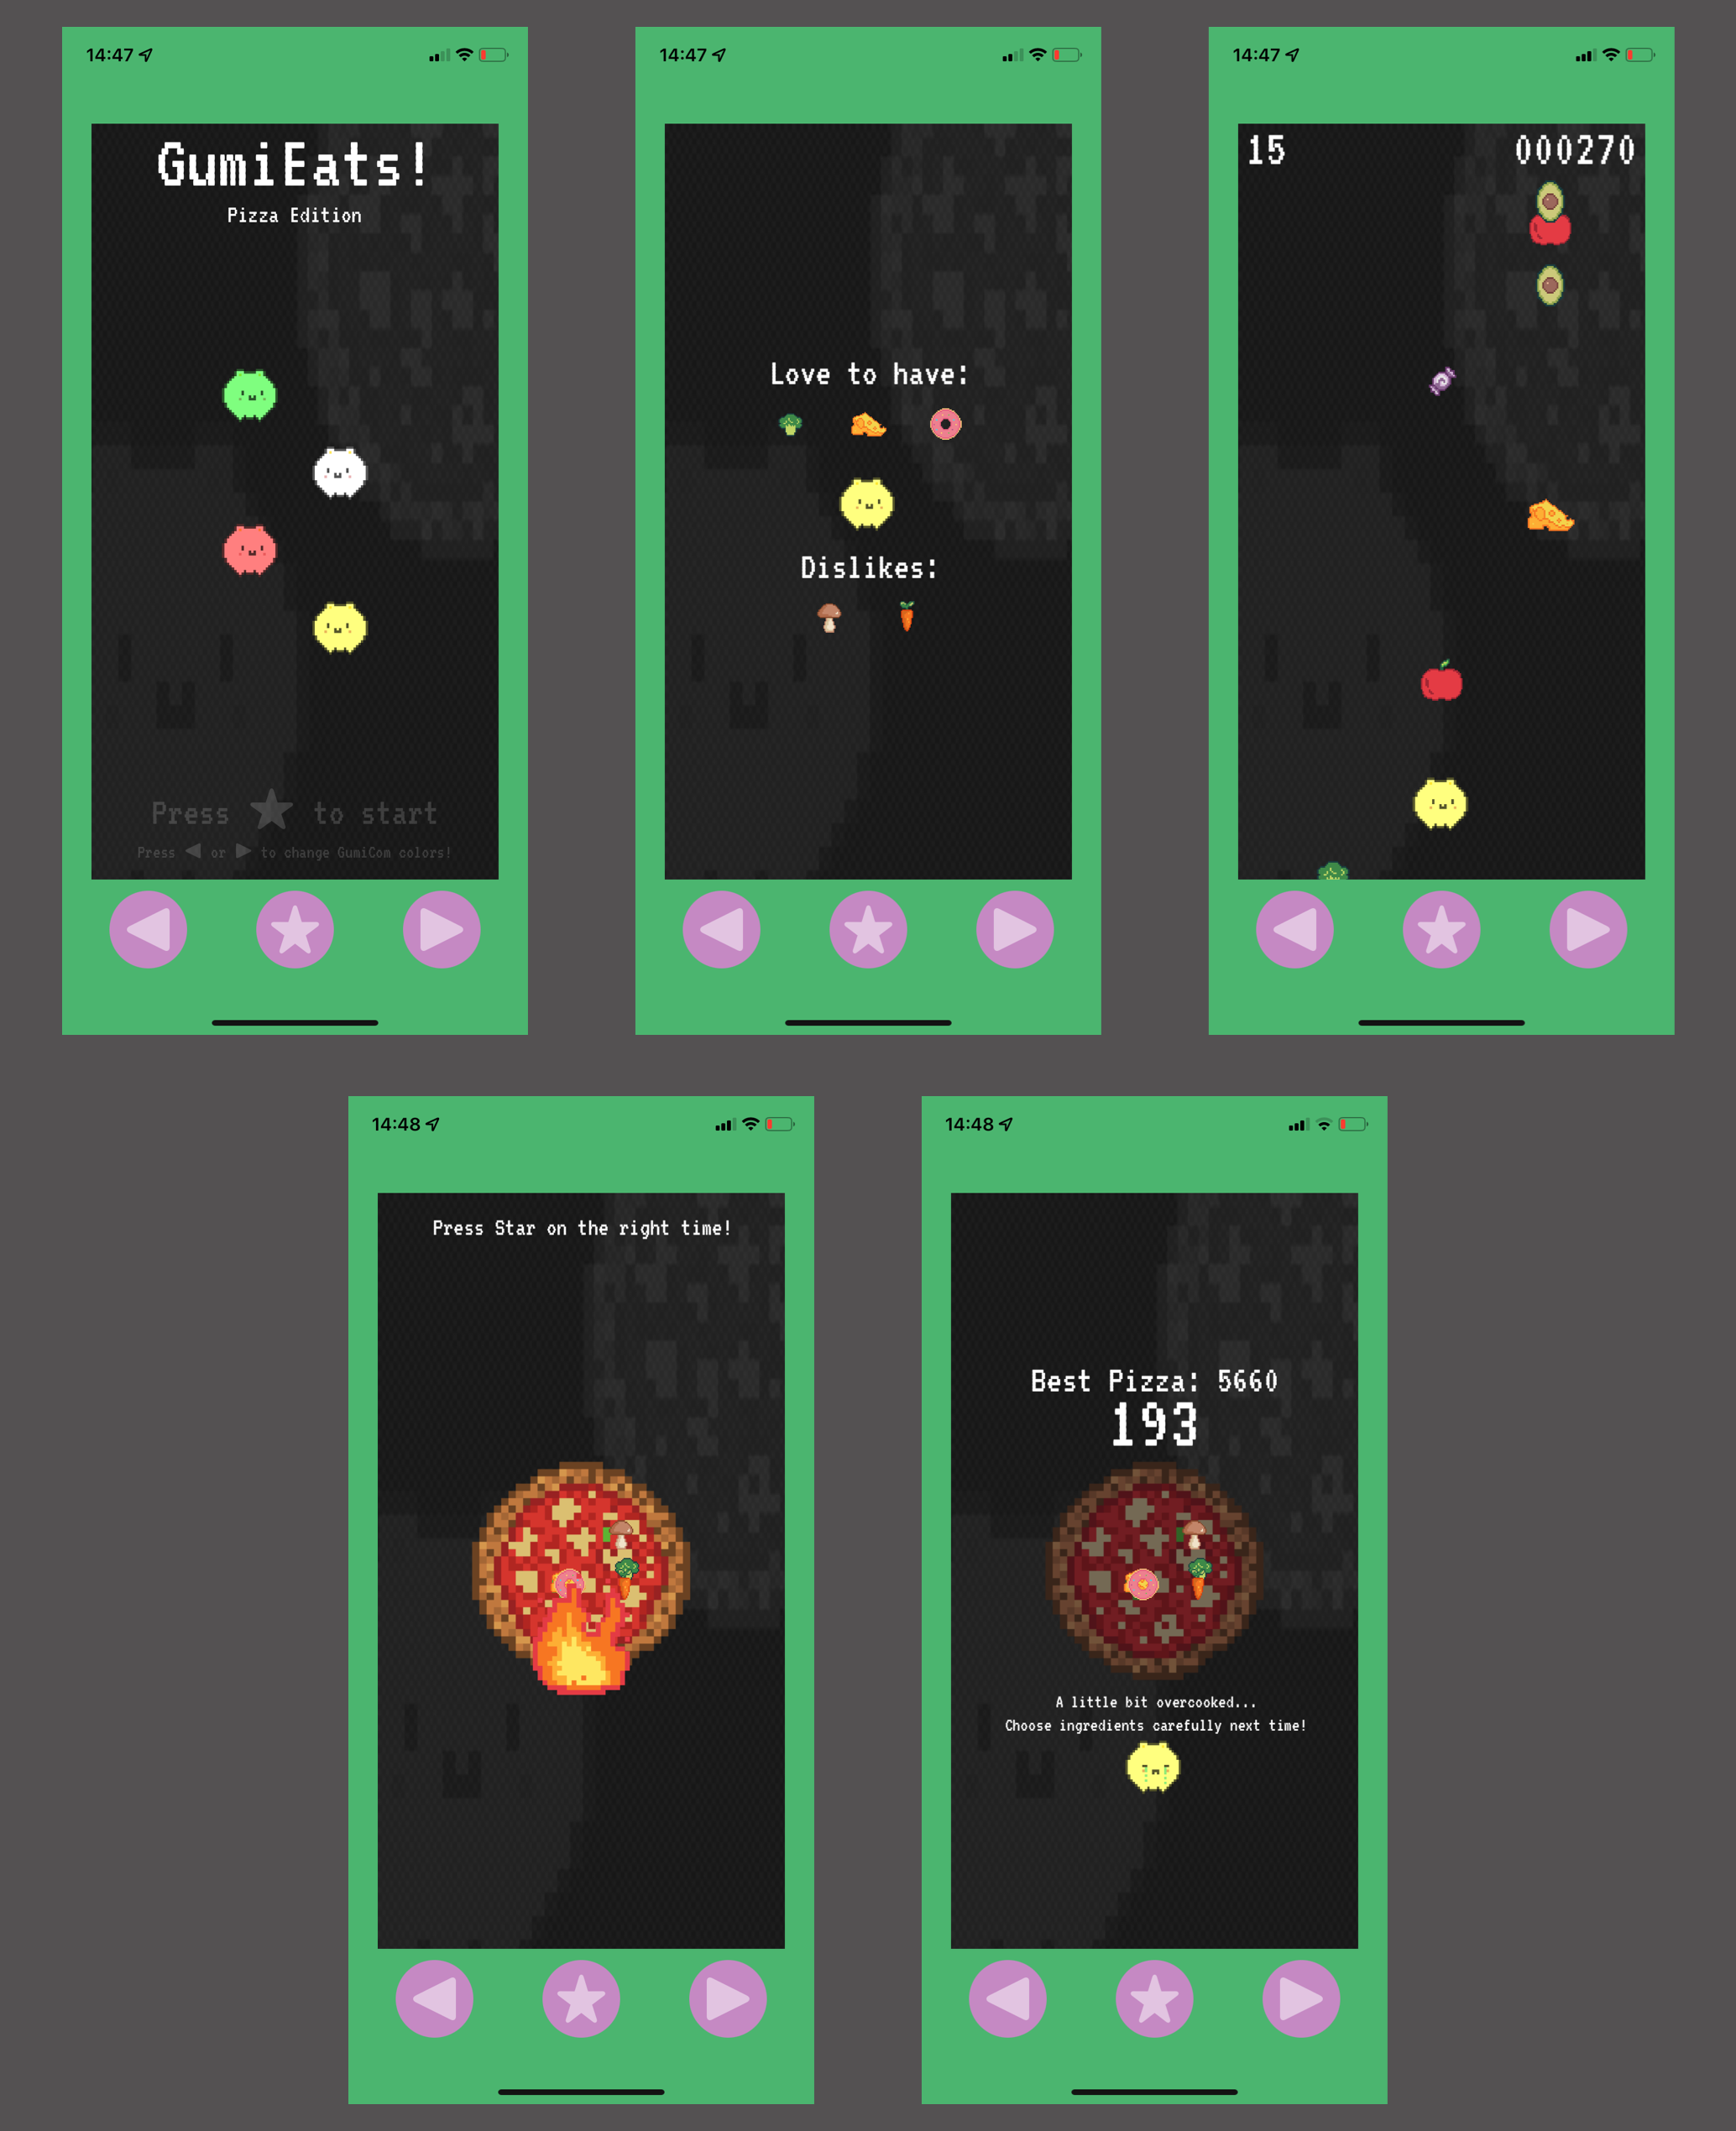 14:47
GumiEats!
Pizza Edition
Press ★ to start
Press ◀ or ▶ to change GumiCom colors!
14:47
Love to have:
Dislikes:
14:47
15 000270
14:48
Press Star on the right time!
14:48
Best Pizza: 5660
193
A little bit overcooked...
Choose ingredients carefully next time!